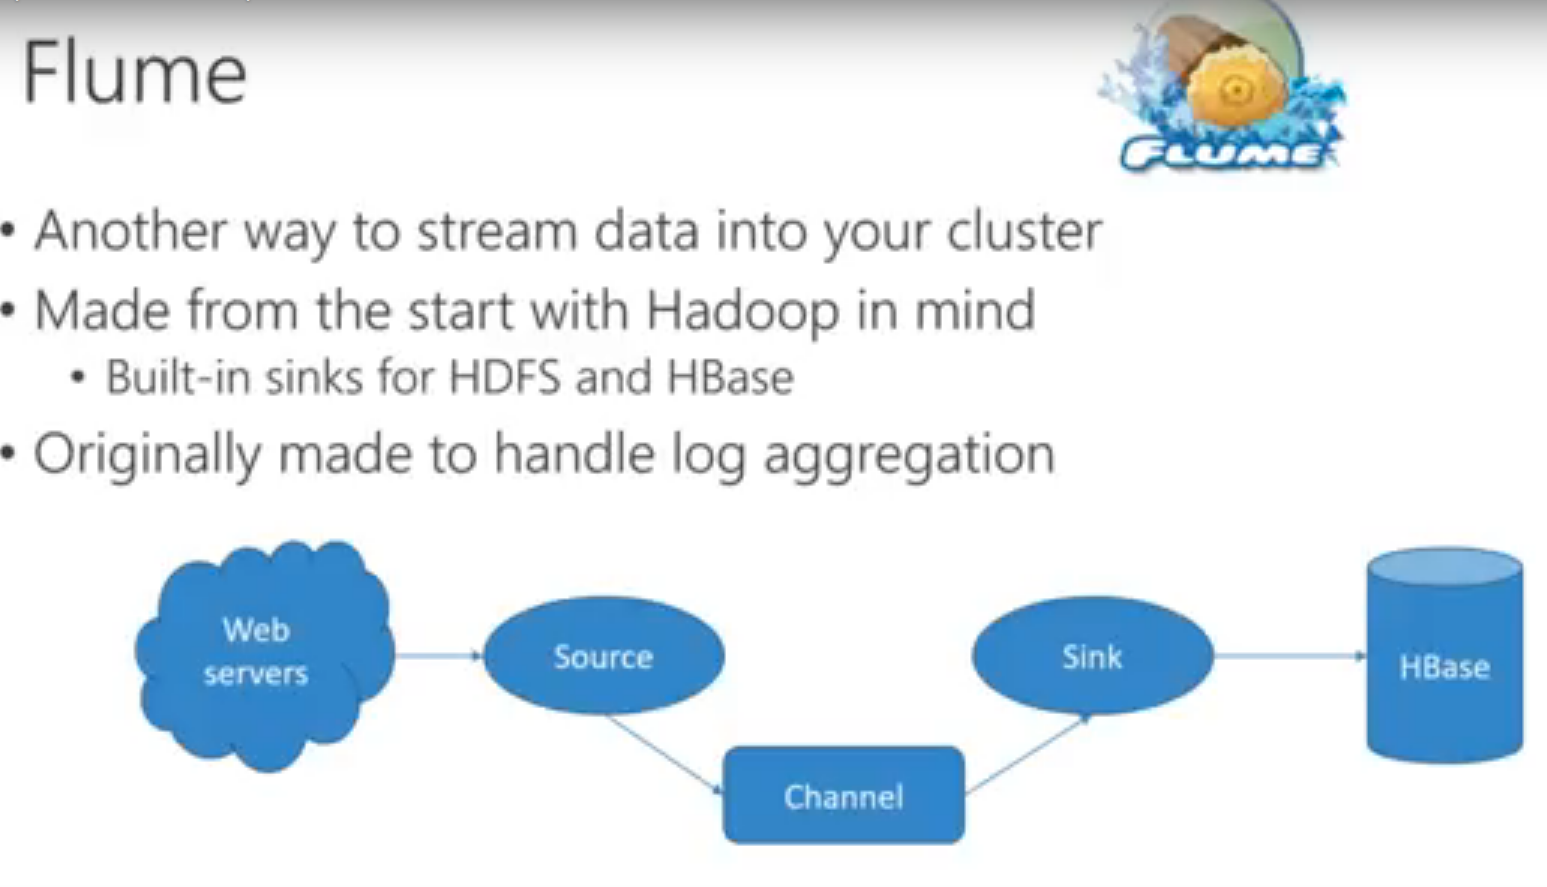 Flume
FLUME
• Another way to stream data into your cluster
• Made from the start with Hadoop in mind
• Built-in sinks for HDFS and HBase
• Originally made to handle log aggregation
Web
servers
Source
Sink
HBase
Channel